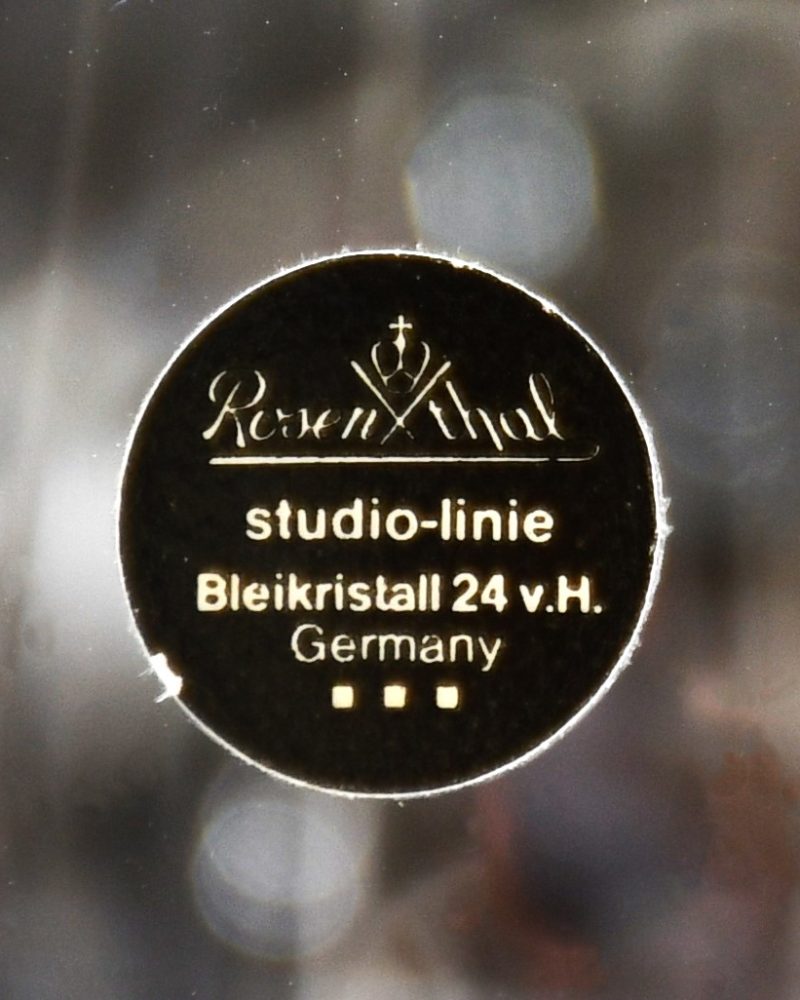 Rosenthal
studio-linie
Bleikristall 24 v.H.
Germany